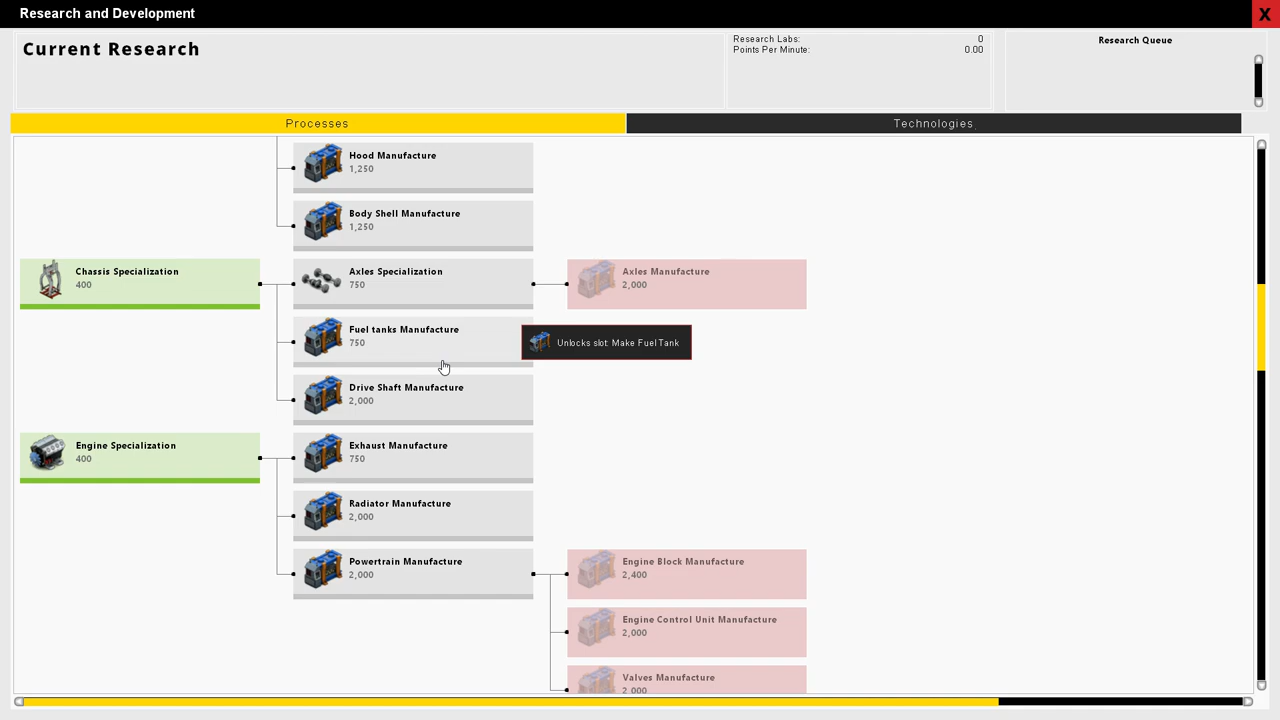 Research and Development
X
Current Research
Research Labs: 0
Points Per Minute: 0.00
Research Queue
Processes
Technologies
Hood Manufacture
1,250
Body Shell Manufacture
1,250
Chassis Specialization
400
Axles Specialization
750
Axles Manufacture
2,000
Fuel tanks Manufacture
750
Unlocks slot: Make Fuel Tank
Drive Shaft Manufacture
2,000
Engine Specialization
400
Exhaust Manufacture
750
Radiator Manufacture
2,000
Powertrain Manufacture
2,000
Engine Block Manufacture
2,400
Engine Control Unit Manufacture
2,000
Valves Manufacture
2,000